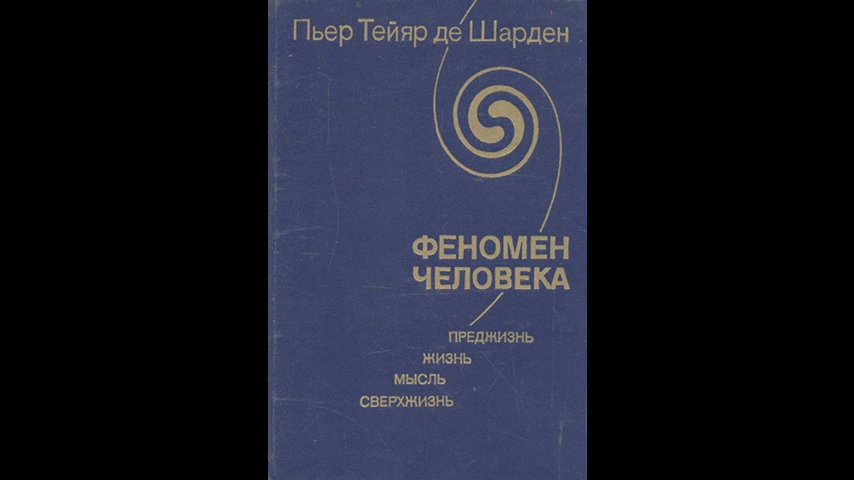 Пьер Тейяр де Шарден
ФЕНОМЕН
ЧЕЛОВЕКА
ПРЕДЖИЗНЬ
ЖИЗНЬ
МЫСЛЬ
СВЕРХЖИЗНЬ